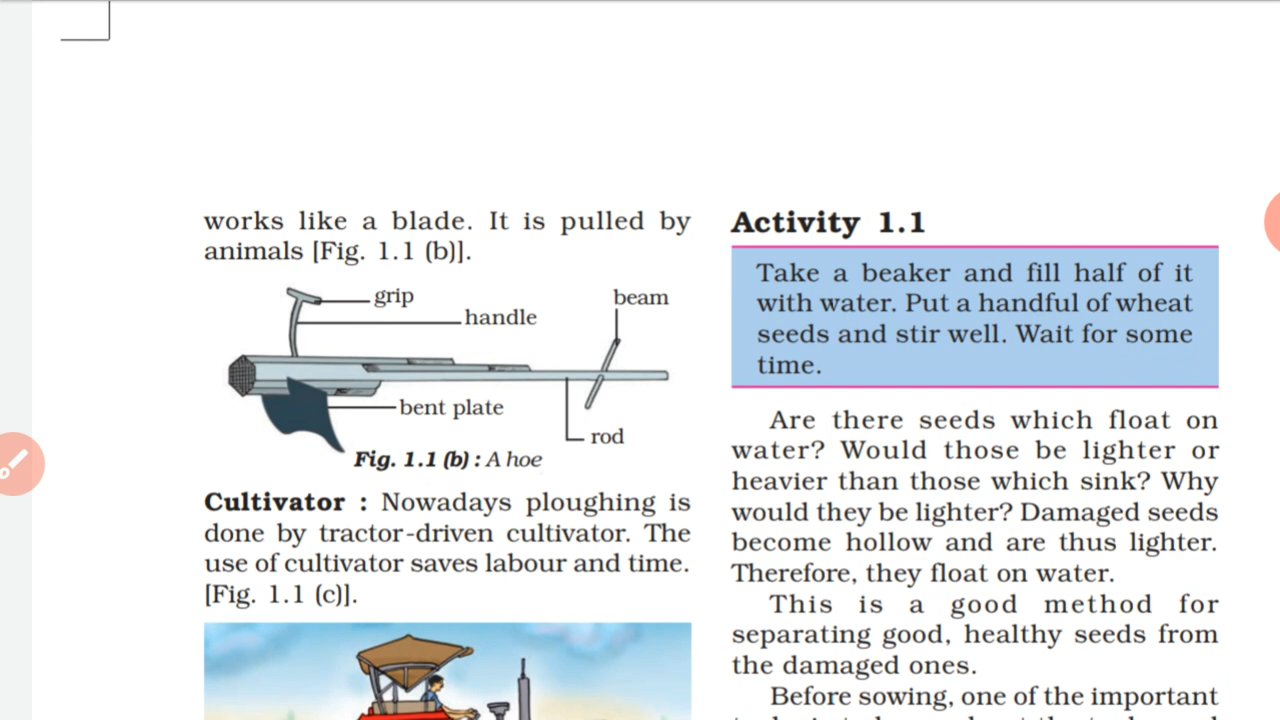 works like a blade. It is pulled by
animals [Fig. 1.1 (b)].
grip
handle
beam
bent plate
rod
Fig. 1.1 (b) : A hoe
Cultivator : Nowadays ploughing is
done by tractor-driven cultivator. The
use of cultivator saves labour and time.
[Fig. 1.1 (c)].
Activity 1.1
Take a beaker and fill half of it
with water. Put a handful of wheat
seeds and stir well. Wait for some
time.
Are there seeds which float on
water? Would those be lighter or
heavier than those which sink? Why
would they be lighter? Damaged seeds
become hollow and are thus lighter.
Therefore, they float on water.
This is a good method for
separating good, healthy seeds from
the damaged ones.
Before sowing, one of the important